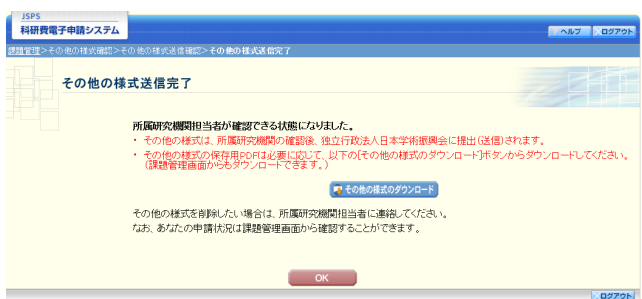 JSPS
科研費電子申請システム
ヘルプ ログアウト
課題管理>その他の様式確認>その他の様式送信確認>その他の様式送信完了
その他の様式送信完了
所属研究機関担当者が確認できる状態になりました。
・ その他の様式は、所属研究機関の確認後、独立行政法人日本学術振興会に提出(送信)されます。
・ その他の様式の保存用PDFは必要に応じて、以下の[その他の様式のダウンロード]ボタンからダウンロードしてください。
(課題管理画面からもダウンロードできます。)
その他の様式のダウンロード
その他の様式を削除したい場合は、所属研究機関担当者に連絡してください。
なお、あなたの申請状況は課題管理画面から確認することができます。
OK
ログアウト